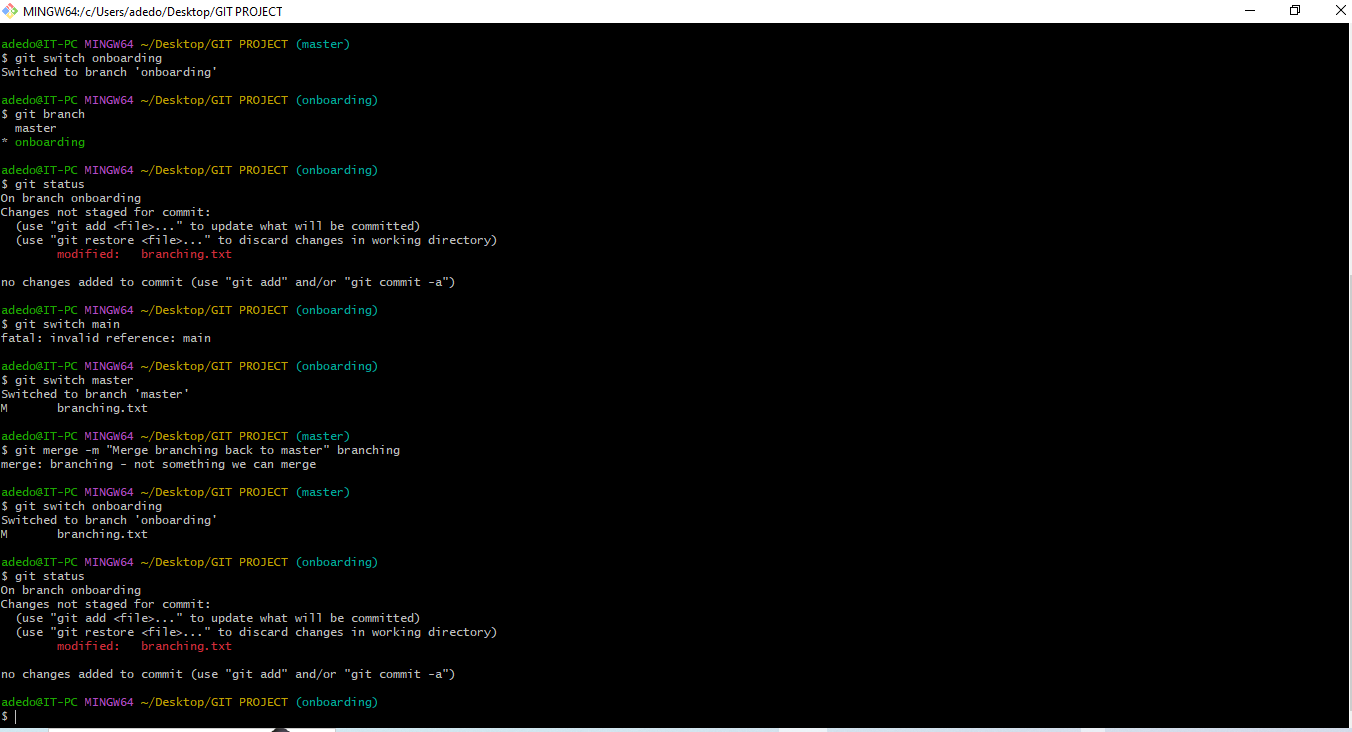 MINGW64:/c/Users/adedo/Desktop/GIT PROJECT
adedo@IT-PC MINGW64 ~/Desktop/GIT PROJECT (master)
$ git switch onboarding
Switched to branch 'onboarding'
adedo@IT-PC MINGW64 ~/Desktop/GIT PROJECT (onboarding)
$ git branch
  master
* onboarding
adedo@IT-PC MINGW64 ~/Desktop/GIT PROJECT (onboarding)
$ git status
On branch onboarding
Changes not staged for commit:
  (use "git add <file>..." to update what will be committed)
  (use "git restore <file>..." to discard changes in working directory)
        modified:   branching.txt
no changes added to commit (use "git add" and/or "git commit -a")
adedo@IT-PC MINGW64 ~/Desktop/GIT PROJECT (onboarding)
$ git switch main
fatal: invalid reference: main
adedo@IT-PC MINGW64 ~/Desktop/GIT PROJECT (onboarding)
$ git switch master
Switched to branch 'master'
M       branching.txt
adedo@IT-PC MINGW64 ~/Desktop/GIT PROJECT (master)
$ git merge -m "Merge branching back to master" branching
merge: branching - not something we can merge
adedo@IT-PC MINGW64 ~/Desktop/GIT PROJECT (master)
$ git switch onboarding
Switched to branch 'onboarding'
M       branching.txt
adedo@IT-PC MINGW64 ~/Desktop/GIT PROJECT (onboarding)
$ git status
On branch onboarding
Changes not staged for commit:
  (use "git add <file>..." to update what will be committed)
  (use "git restore <file>..." to discard changes in working directory)
        modified:   branching.txt
no changes added to commit (use "git add" and/or "git commit -a")
adedo@IT-PC MINGW64 ~/Desktop/GIT PROJECT (onboarding)
$